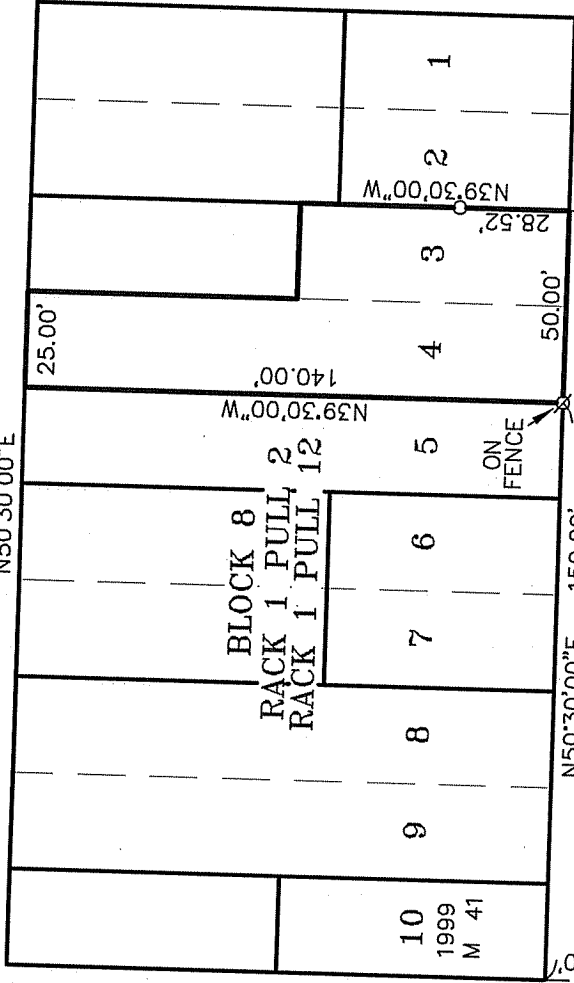 N50°30'00"E
25.00'
1
2
N39°30'00"W
28.52'
3
4
50.00'
140.00'
N39°30'00"W
5
ON
FENCE
BLOCK 8
RACK 1 PULL 2
RACK 1 PULL 12
6
7
8
9
10
1999
M 41
N50°30'00"E